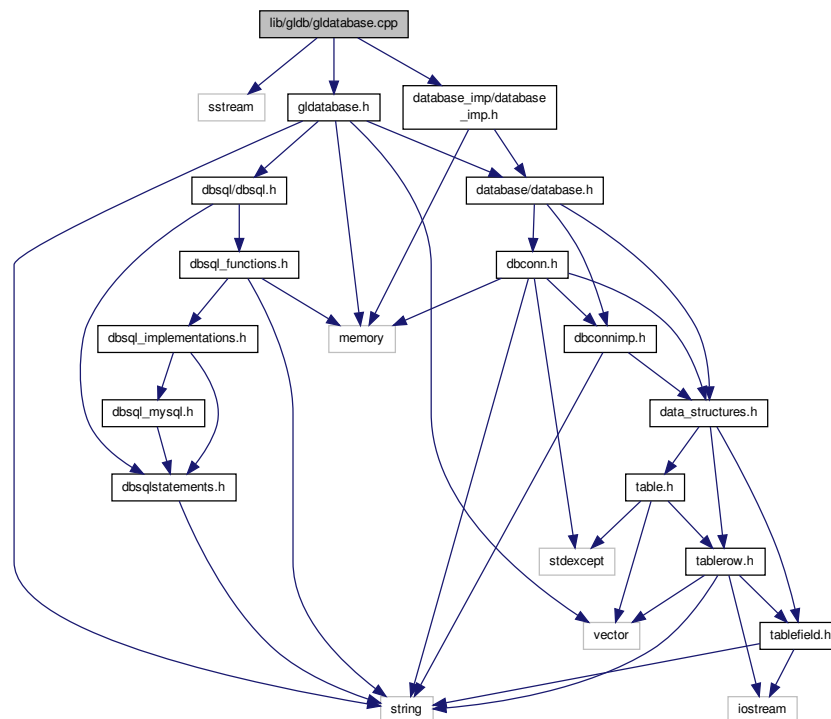 lib/gldb/gldatabase.cpp
sstream
gldatabase.h
database_imp/database
_imp.h
dbsql/dbsql.h
database/database.h
dbsql_functions.h
dbconn.h
dbsql_implementations.h
memory
dbconnimp.h
dbsql_mysql.h
data_structures.h
dbsqlstatements.h
table.h
stdexcept
tablerow.h
vector
tablefield.h
string
iostream